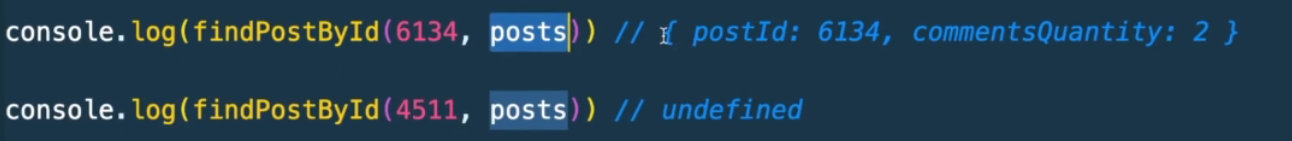 console.log(findPostById(6134, posts)) // { postId: 6134, commentsQuantity: 2 }
console.log(findPostById(4511, posts)) // undefined